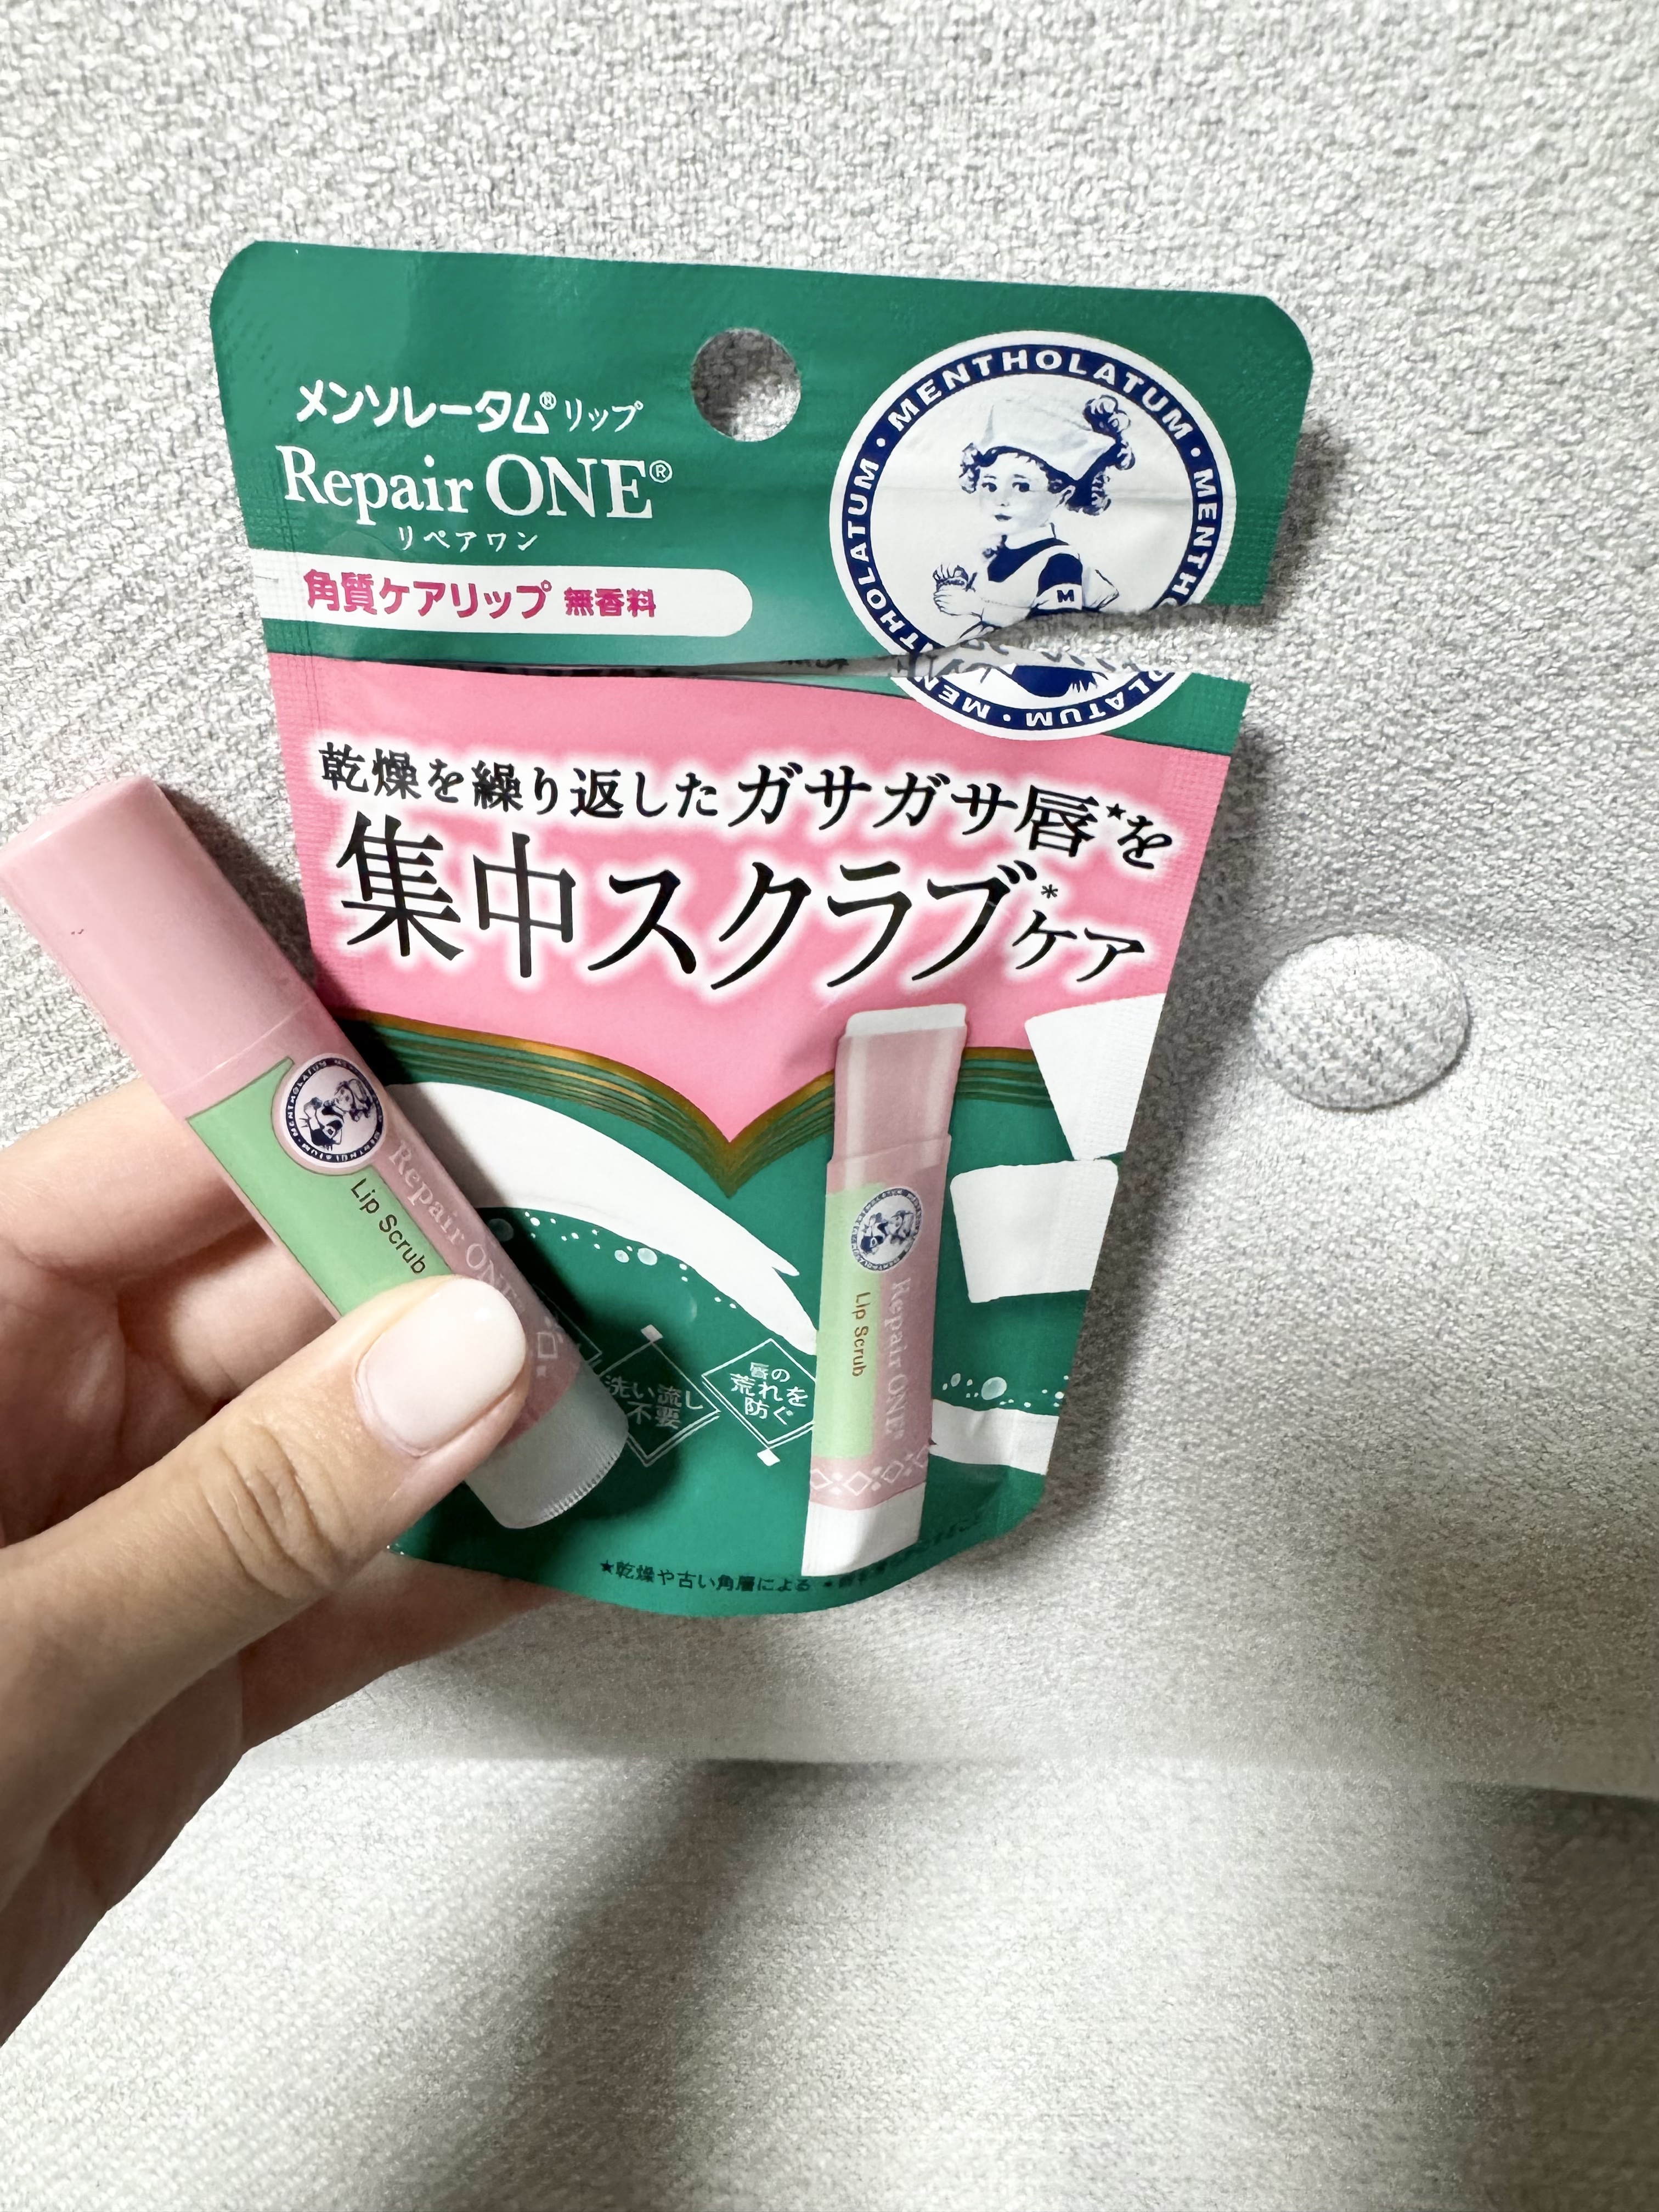 メンソレータム®リップ
Repair ONE®
リペアワン
角質ケアリップ 無香料
MENTHOLATUM・MENTHOLATUM・MENTHOLATUM
乾燥を繰り返したガサガサ唇★を
集中スクラブ*ケア
洗い流し
不要
唇の
荒れを
防ぐ
Repair ONE®
Lip Scrub
MENTHOLATUM
Repair ONE
Lip Scrub
★乾燥や古い角層による